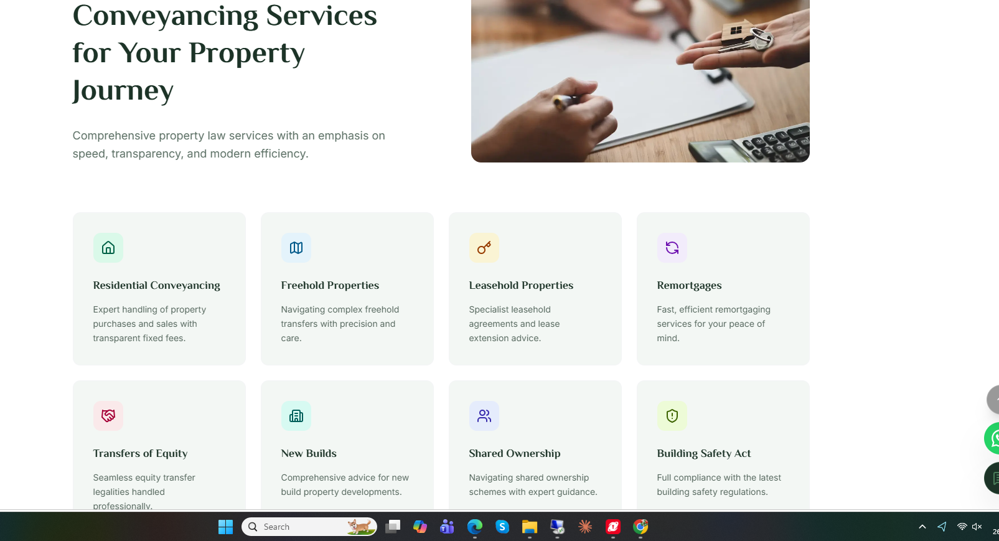 Conveyancing Services
for Your Property
Journey
Comprehensive property law services with an emphasis on
speed, transparency, and modern efficiency.
Residential Conveyancing
Expert handling of property
purchases and sales with
transparent fixed fees.
Freehold Properties
Navigating complex freehold
transfers with precision and
care.
Leasehold Properties
Specialist leasehold
agreements and lease
extension advice.
Remortgages
Fast, efficient remortgaging
services for your peace of
mind.
Transfers of Equity
Seamless equity transfer
legalities handled
professionally.
New Builds
Comprehensive advice for new
build property developments.
Shared Ownership
Navigating shared ownership
schemes with expert guidance.
Building Safety Act
Full compliance with the latest
building safety regulations.
Search
26